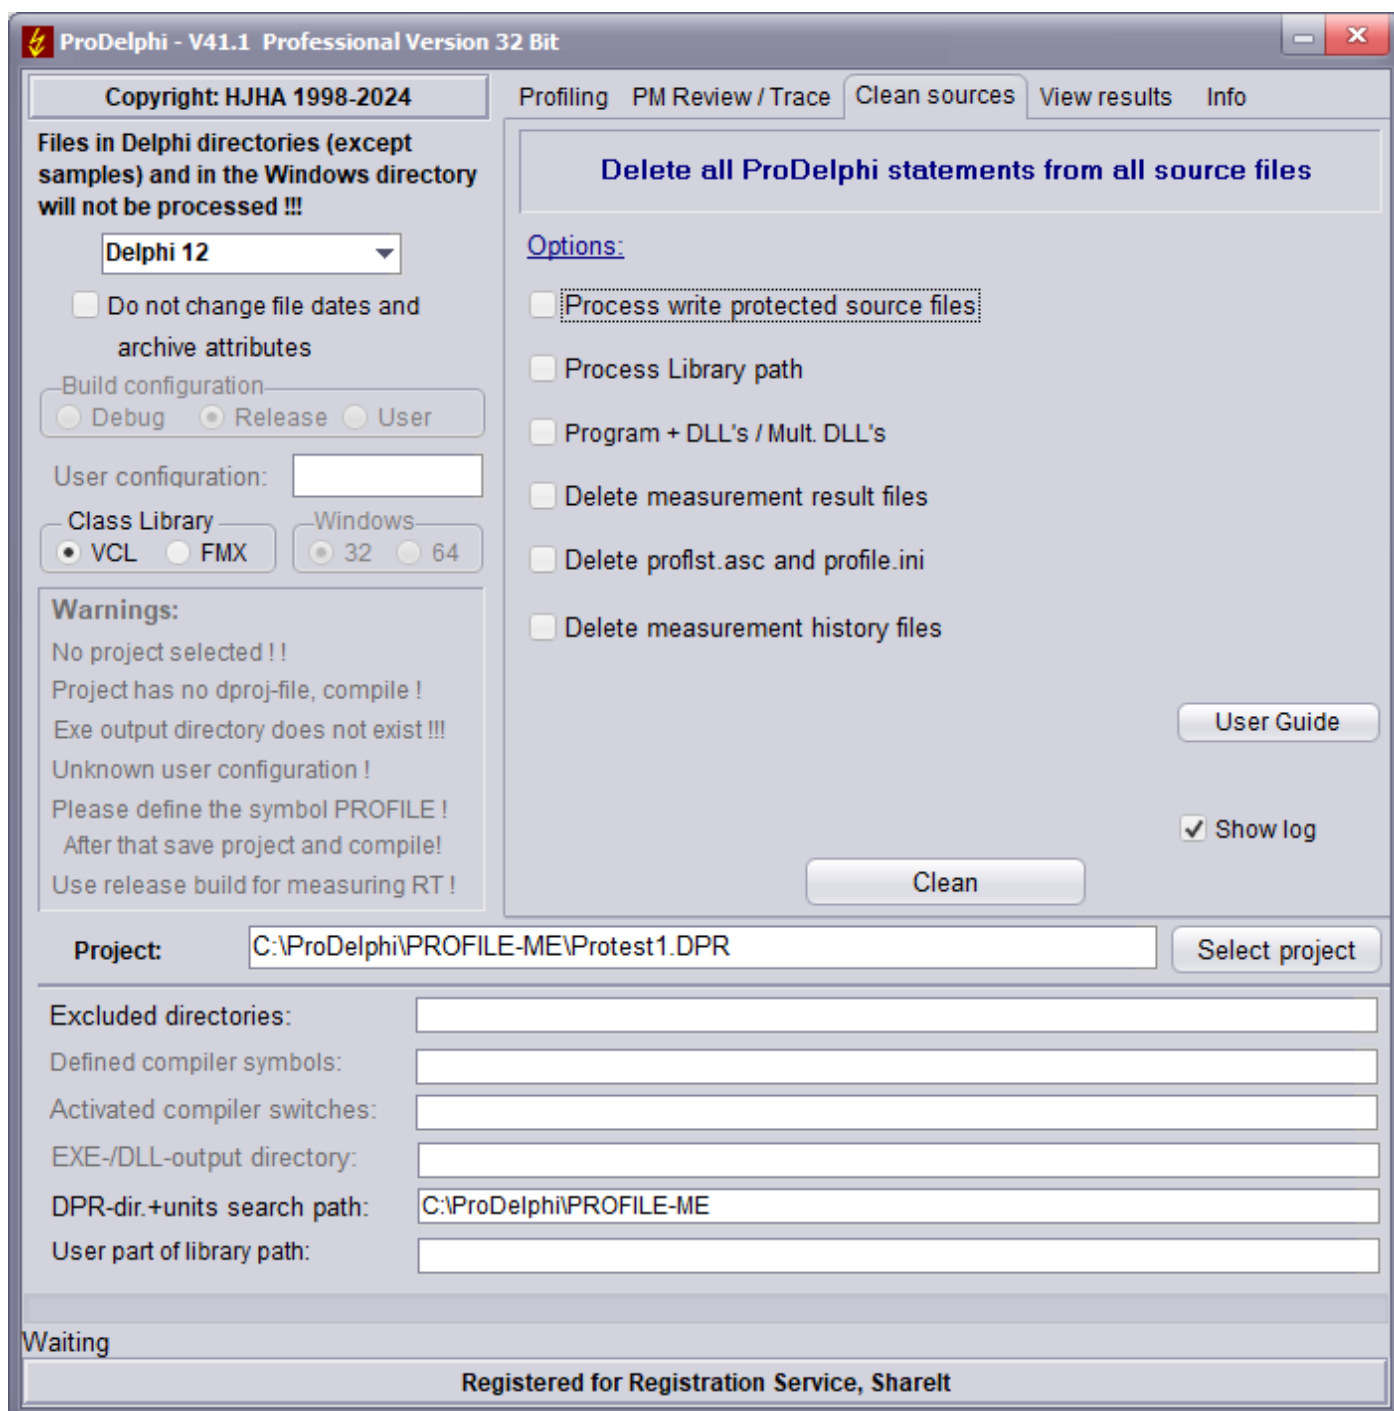 ProDelphi - V41.1 Professional Version 32 Bit
Copyright: HJHA 1998-2024
Files in Delphi directories (except
samples) and in the Windows directory
will not be processed !!!
Delphi 12
Do not change file dates and
archive attributes
Build configuration
Debug Release User
User configuration:
Class Library
VCL FMX
Windows
32 64
Warnings:
No project selected ! !
Project has no dproj-file, compile !
Exe output directory does not exist !!!
Unknown user configuration !
Please define the symbol PROFILE !
After that save project and compile!
Use release build for measuring RT !
Profiling PM Review / Trace Clean sources View results Info
Delete all ProDelphi statements from all source files
Options:
Process write protected source files
Process Library path
Program + DLL's / Mult. DLL's
Delete measurement result files
Delete proflst.asc and profile.ini
Delete measurement history files
User Guide
Show log
Clean
Project: C:\ProDelphi\PROFILE-ME\Protest1.DPR Select project
Excluded directories:
Defined compiler symbols:
Activated compiler switches:
EXE-/DLL-output directory:
DPR-dir.+units search path: C:\ProDelphi\PROFILE-ME
User part of library path:
Waiting
Registered for Registration Service, ShareIt